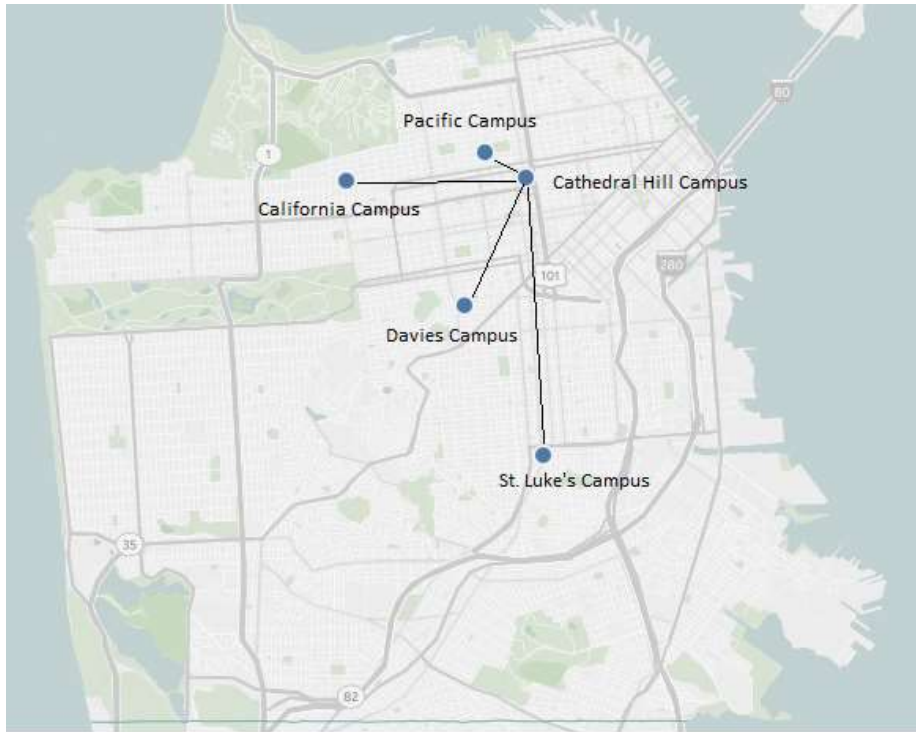 80
Pacific Campus
1
Cathedral Hill Campus
California Campus
280
101
Davies Campus
St. Luke's Campus
35
82